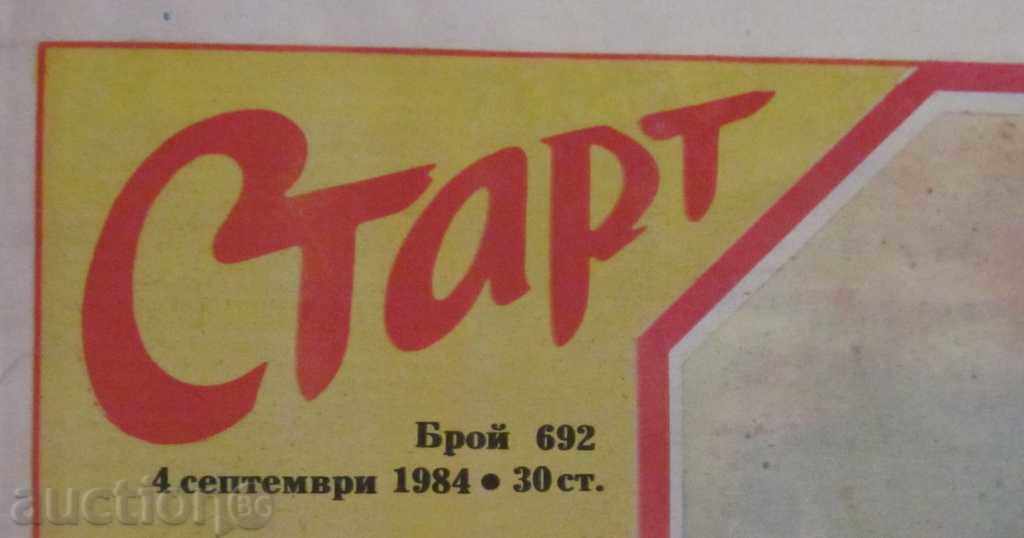 Старт
Брой 692
4 септември 1984 • 30 ст.
auction.BG